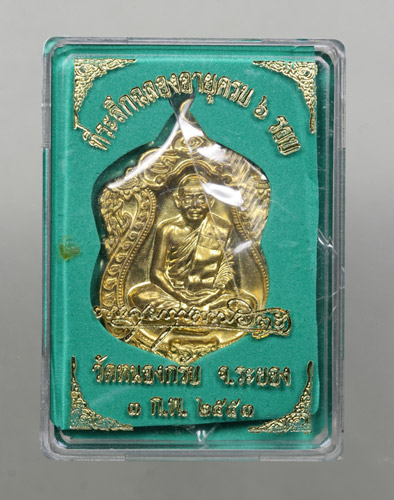 ที่ระลึกฉลองอายุครบ ๖ รอบ
วัดหนองกรับ จ.ระยอง
๓ ก.พ. ๒๕๕๓